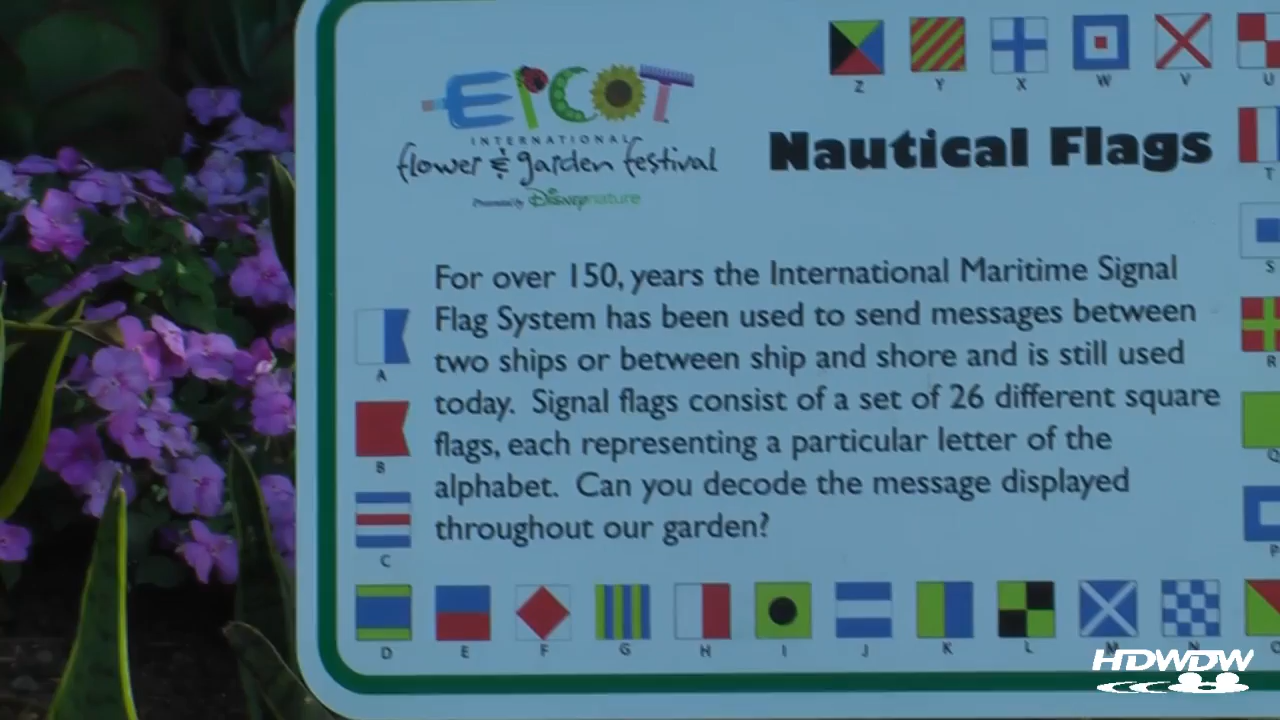 EPCOT
INTERNATIONAL
flower & garden festival
Presented by Disneynature
Z Y X W V U
Nautical Flags
T
S
R
Q
P
For over 150, years the International Maritime Signal
Flag System has been used to send messages between
two ships or between ship and shore and is still used
today. Signal flags consist of a set of 26 different square
flags, each representing a particular letter of the
alphabet. Can you decode the message displayed
throughout our garden?
A
B
C
D E F G H I J K L M N O
HDWDW